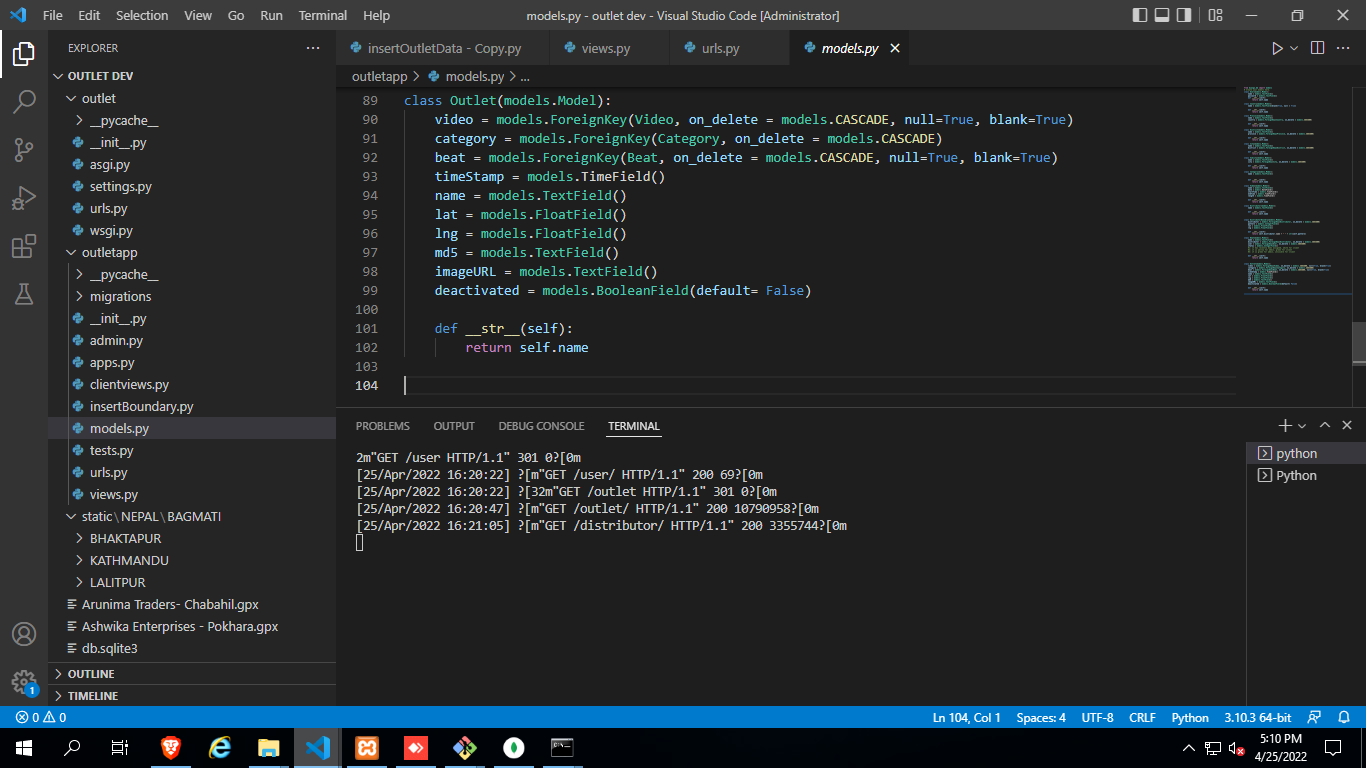 File Edit Selection View Go Run Terminal Help models.py - outlet dev - Visual Studio Code [Administrator]
EXPLORER
OUTLET DEV
outlet
__pycache__
__init__.py
asgi.py
settings.py
urls.py
wsgi.py
outletapp
__pycache__
migrations
__init__.py
admin.py
apps.py
clientviews.py
insertBoundary.py
models.py
tests.py
urls.py
views.py
static\NEPAL\BAGMATI
BHAKTAPUR
KATHMANDU
LALITPUR
Arunima Traders- Chabahil.gpx
Ashwika Enterprises - Pokhara.gpx
db.sqlite3
OUTLINE
TIMELINE
insertOutletData - Copy.py views.py urls.py models.py
outletapp > models.py > ...
89 class Outlet(models.Model):
90 video = models.ForeignKey(Video, on_delete = models.CASCADE, null=True, blank=True)
91 category = models.ForeignKey(Category, on_delete = models.CASCADE)
92 beat = models.ForeignKey(Beat, on_delete = models.CASCADE, null=True, blank=True)
93 timeStamp = models.TimeField()
94 name = models.TextField()
95 lat = models.FloatField()
96 lng = models.FloatField()
97 md5 = models.TextField()
98 imageURL = models.TextField()
99 deactivated = models.BooleanField(default= False)
100
101 def __str__(self):
102 return self.name
103
104
PROBLEMS OUTPUT DEBUG CONSOLE TERMINAL
2m"GET /user HTTP/1.1" 301 0?[0m
[25/Apr/2022 16:20:22] ?[m"GET /user/ HTTP/1.1" 200 69?[0m
[25/Apr/2022 16:20:22] ?[32m"GET /outlet HTTP/1.1" 301 0?[0m
[25/Apr/2022 16:20:47] ?[m"GET /outlet/ HTTP/1.1" 200 10790958?[0m
[25/Apr/2022 16:21:05] ?[m"GET /distributor/ HTTP/1.1" 200 3355744?[0m
python
Python
1
0 0 Ln 104, Col 1 Spaces: 4 UTF-8 CRLF Python 3.10.3 64-bit
5:10 PM
4/25/2022